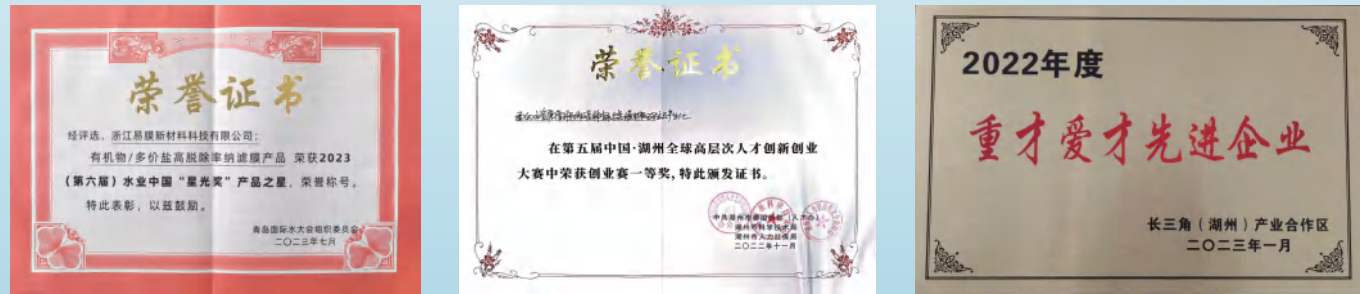 荣誉证书
经评选，浙江易膜新材料科技有限公司：
有机物/多价盐高脱除率纳滤膜产品 荣获2023
（第六届）水业中国“星光奖”产品之星，荣誉称号。
特此表彰，以兹鼓励。
青岛国际水大会组织委员会
二〇二三年七月
荣誉证书
在第五届中国·湖州全球高层次人才创新创业
大赛中荣获创业赛一等奖，特此颁发证书。
湖州市科学技术局
二〇二二年十一月
2022年度
重才爱才先进企业
长三角（湖州）产业合作区
二〇二三年一月